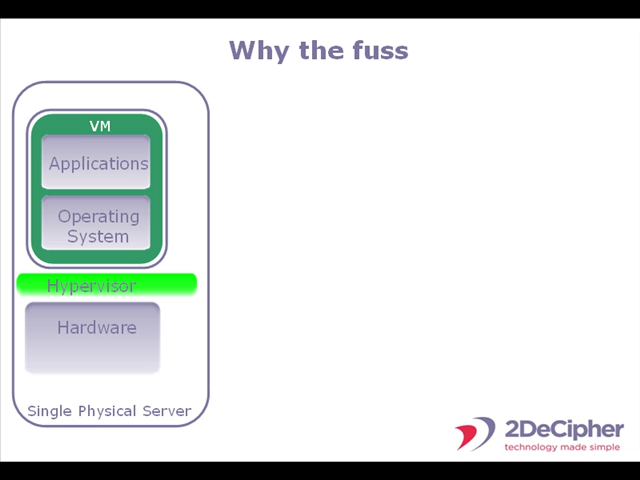 Why the fuss
VM
Applications
Operating
System
Hypervisor
Hardware
Single Physical Server
2DeCipher
technology made simple